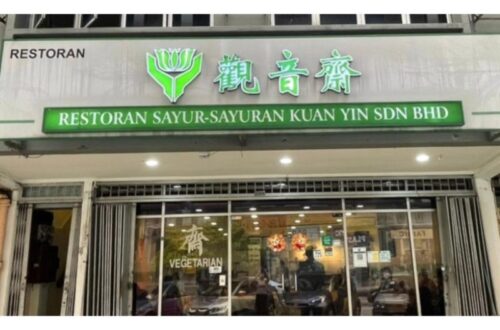 RESTORAN
觀音齋
RESTORAN SAYUR-SAYURAN KUAN YIN SDN BHD
齋
VEGETARIAN